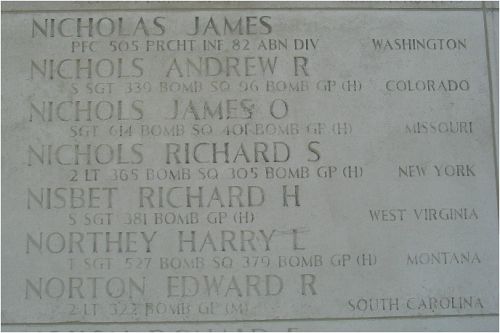 NICHOLAS JAMES
PFC 505 PRCHT INF 82 ABN DIV WASHINGTON
NICHOLS ANDREW R
S SGT 339 BOMB SQ 96 BOMB GP (H) COLORADO
NICHOLS JAMES O
SGT 614 BOMB SQ 401 BOMB GP (H) MISSOURI
NICHOLS RICHARD S
2 LT 365 BOMB SQ 305 BOMB GP (H) NEW YORK
NISBET RICHARD H
S SGT 381 BOMB GP (H) WEST VIRGINIA
NORTHEY HARRY L
T SGT 527 BOMB SQ 379 BOMB GP (H) MONTANA
NORTON EDWARD R
2 LT 322 BOMB GP (M) SOUTH CAROLINA